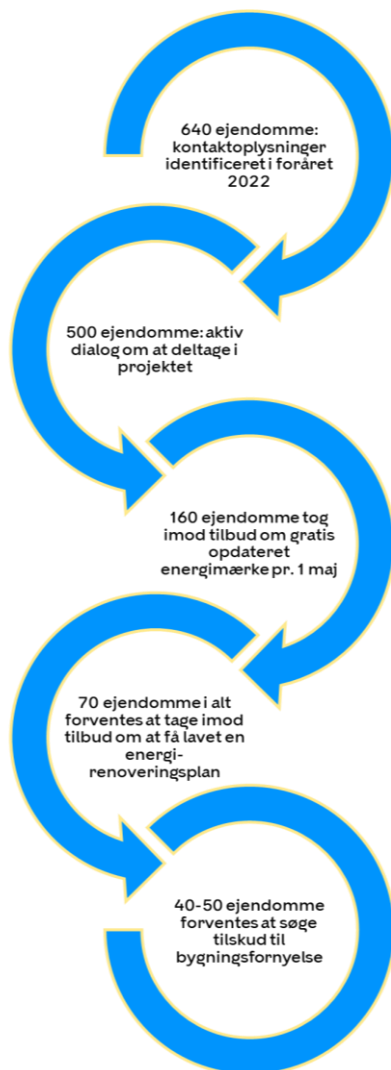 640 ejendomme:
kontaktoplysninger
identificeret i foråret
2022
500 ejendomme: aktiv
dialog om at deltage i
projektet
160 ejendomme tog
imod tilbud om gratis
opdateret
energimærke pr. 1 maj
70 ejendomme i alt
forventes at tage imod
tilbud om at få lavet en
energi-
renoveringsplan
40-50 ejendomme
forventes at søge
tilskud til
bygningsfornyelse